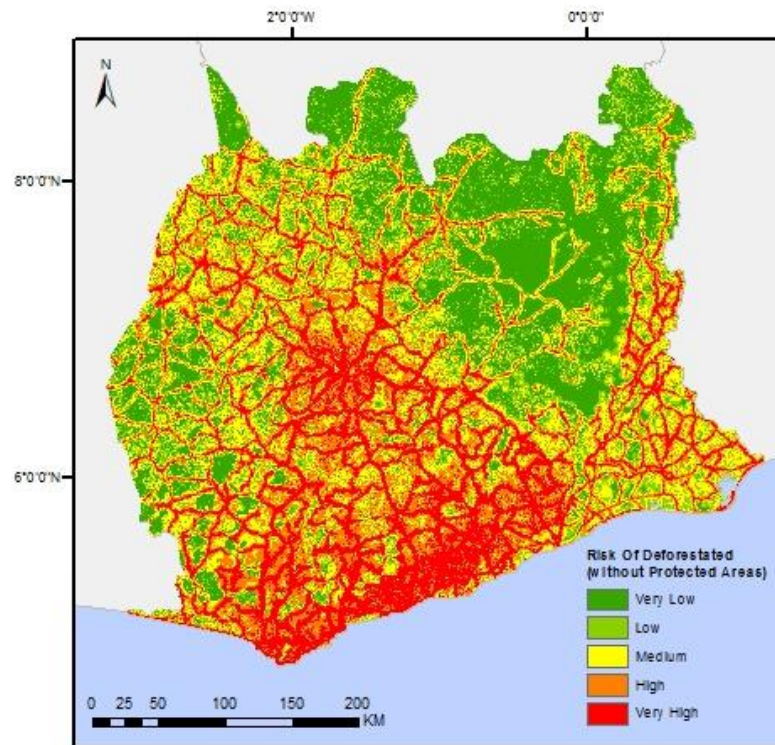 2°0'0"W 0°0'0"
N
8°0'0"N
6°0'0"N
Risk Of Deforestated
(without Protected Areas)
Very Low
Low
Medium
High
Very High
0 25 50 100 150 200
KM